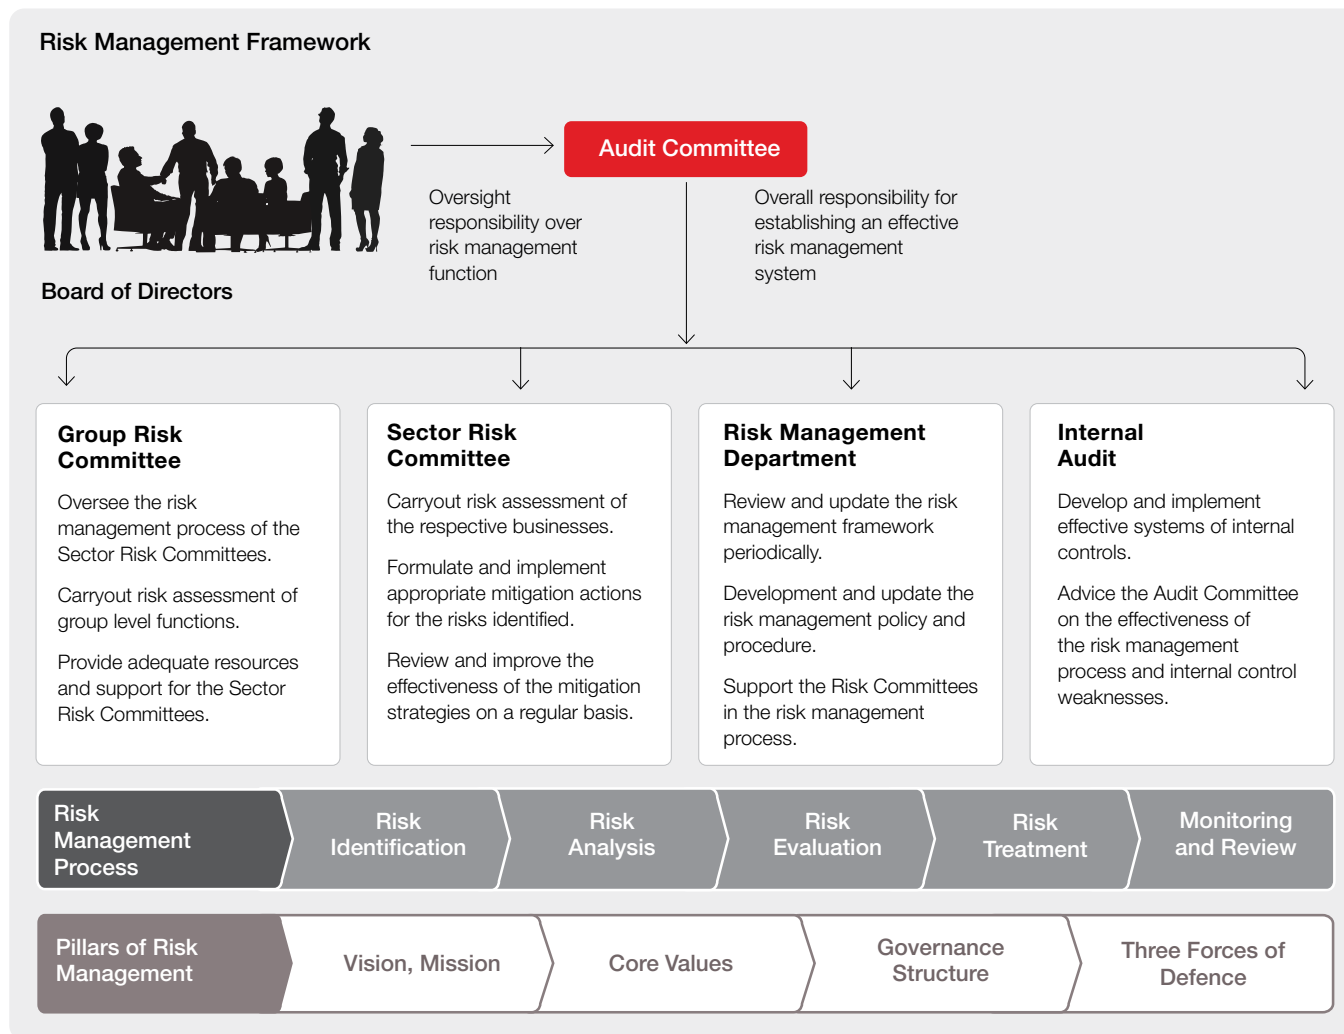 Risk Management Framework
Audit Committee
Oversight
responsibility over
risk management
function
Overall responsibility for
establishing an effective
risk management
system
Board of Directors
Group Risk
Committee
Oversee the risk
management process of the
Sector Risk Committees.
Carryout risk assessment of
group level functions.
Provide adequate resources
and support for the Sector
Risk Committees.
Sector Risk
Committee
Carryout risk assessment of
the respective businesses.
Formulate and implement
appropriate mitigation actions
for the risks identified.
Review and improve the
effectiveness of the mitigation
strategies on a regular basis.
Risk Management
Department
Review and update the risk
management framework
periodically.
Development and update the
risk management policy and
procedure.
Support the Risk Committees
in the risk management
process.
Internal
Audit
Develop and implement
effective systems of internal
controls.
Advice the Audit Committee
on the effectiveness of
the risk management
process and internal control
weaknesses.
Risk
Management
Process
Risk
Identification
Risk
Analysis
Risk
Evaluation
Risk
Treatment
Monitoring
and Review
Pillars of Risk
Management
Vision, Mission
Core Values
Governance
Structure
Three Forces of
Defence